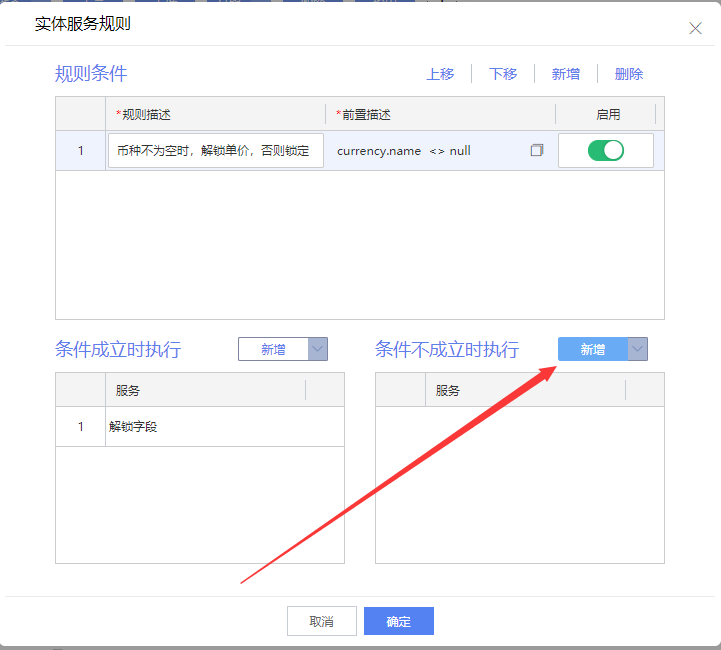 实体服务规则
规则条件
上移 下移 新增 删除
*规则描述 *前置描述 启用
1 币种不为空时，解锁单价，否则锁定 currency.name <> null
条件成立时执行 新增
条件不成立时执行 新增
服务
服务
1 解锁字段
取消 确定